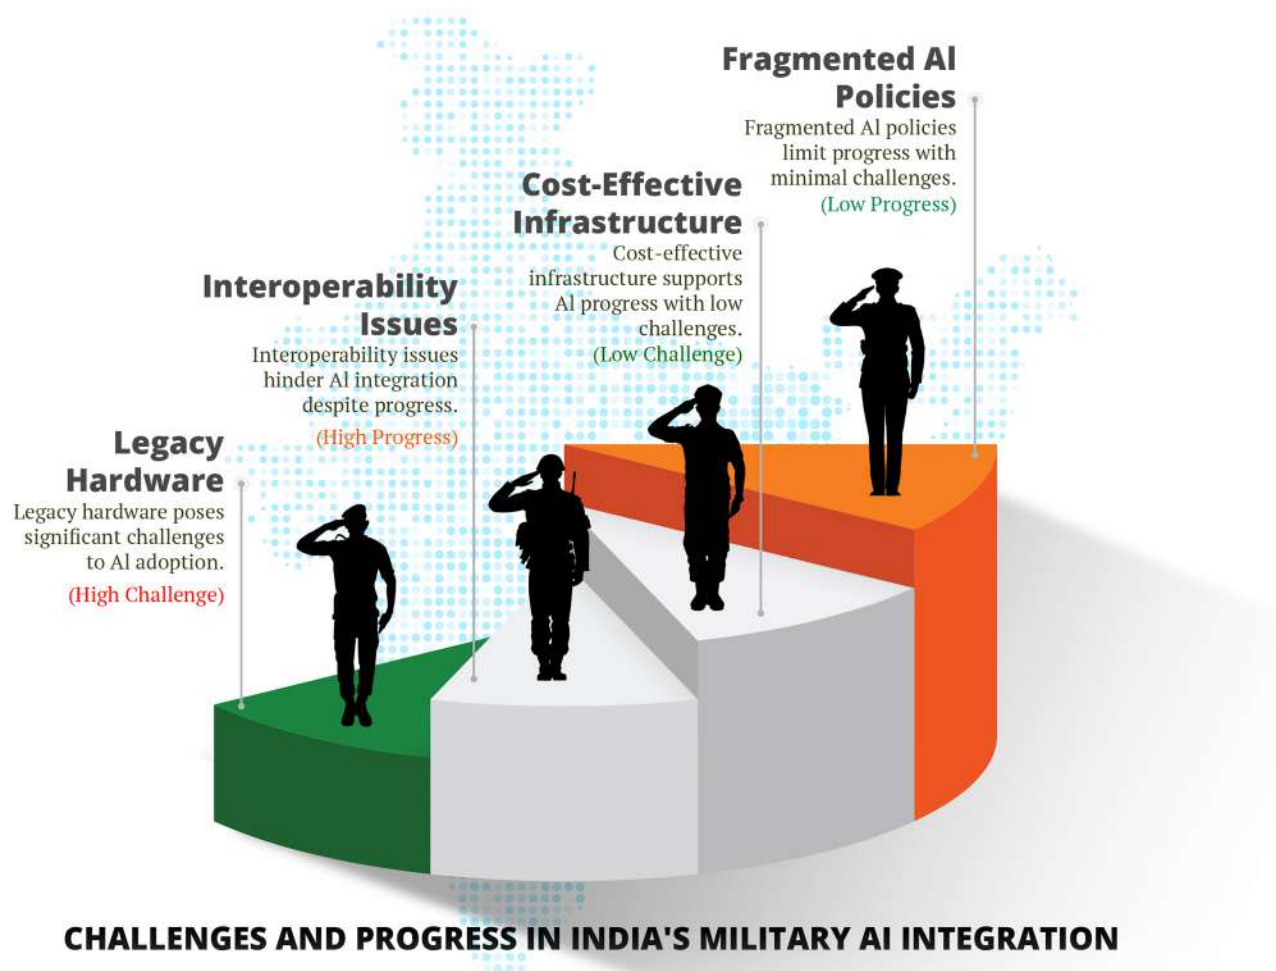 Fragmented AI
Policies
Fragmented AI policies
limit progress with
minimal challenges.
(Low Progress)
Cost-Effective
Infrastructure
Cost-effective
infrastructure supports
AI progress with low
challenges.
(Low Challenge)
Interoperability
Issues
Interoperability issues
hinder AI integration
despite progress.
(High Progress)
Legacy
Hardware
Legacy hardware poses
significant challenges
to AI adoption.
(High Challenge)
CHALLENGES AND PROGRESS IN INDIA'S MILITARY AI INTEGRATION